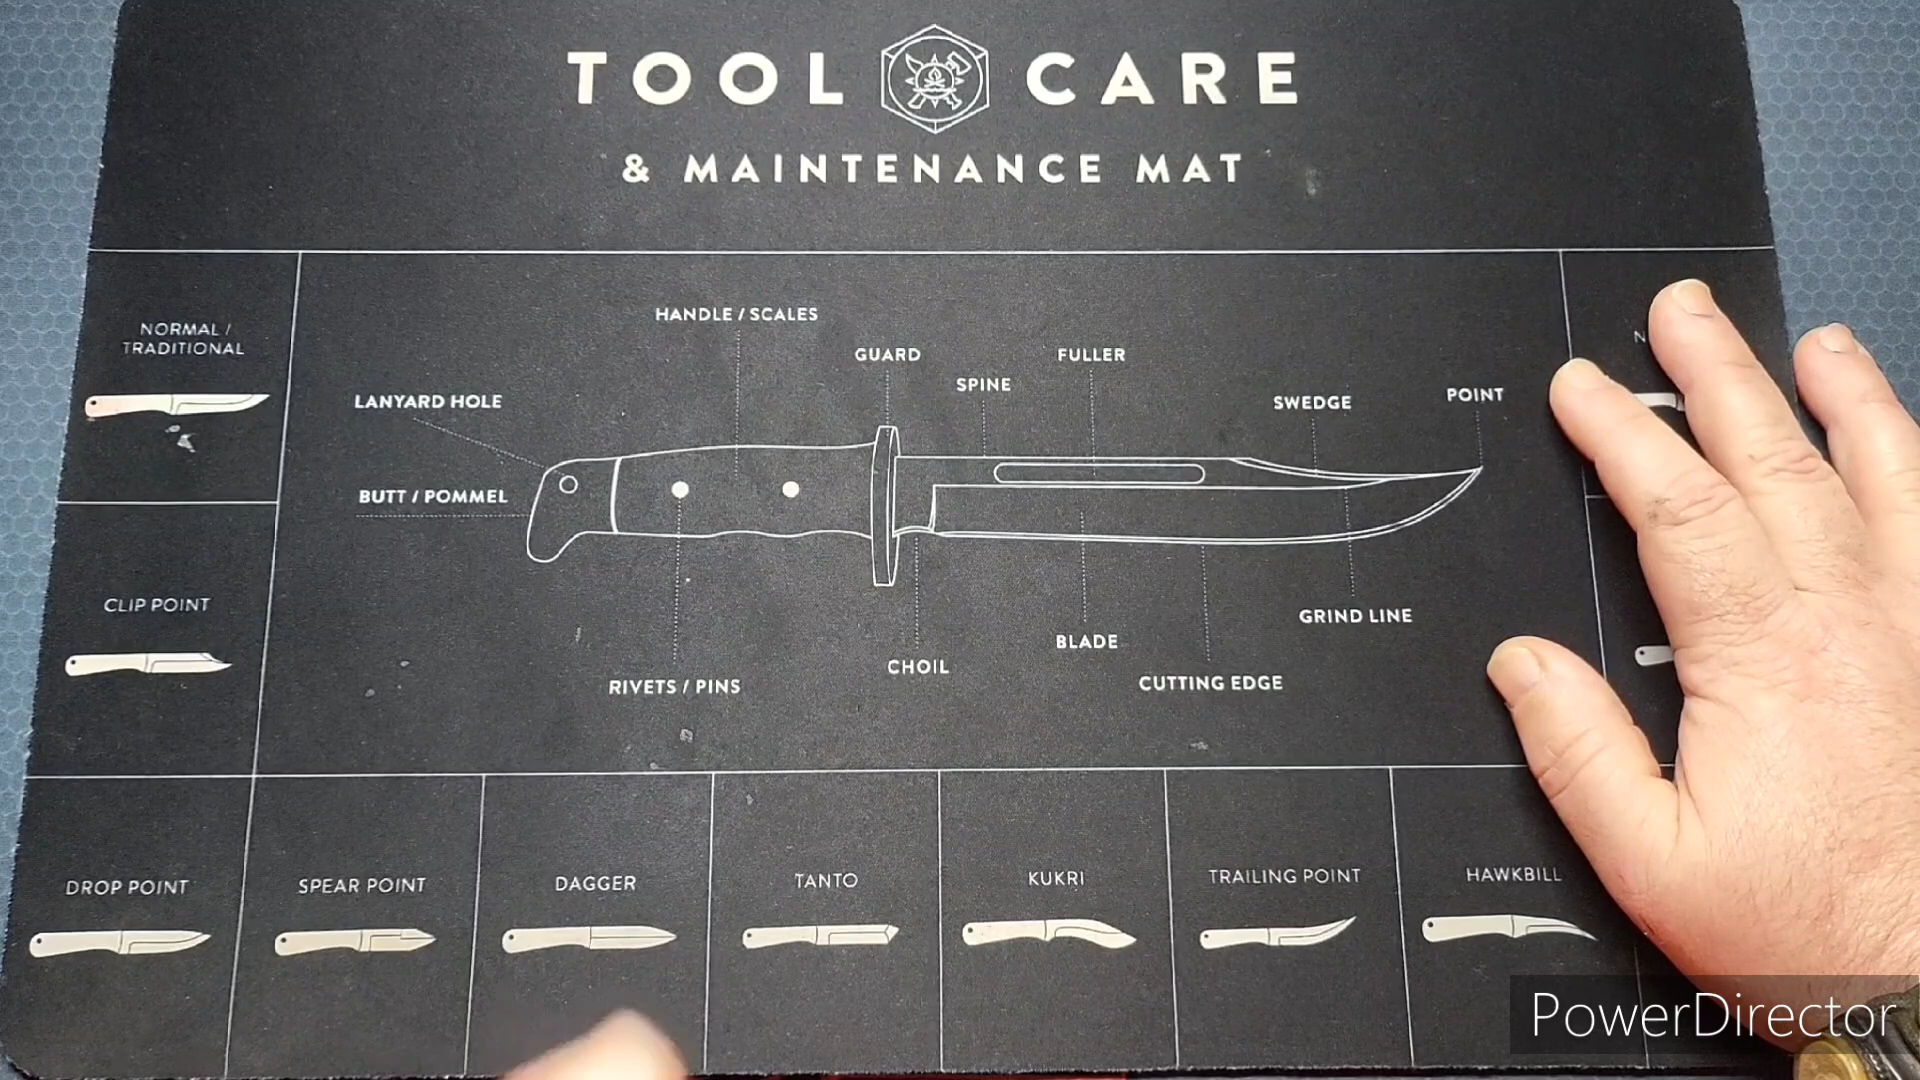 TOOL CARE
& MAINTENANCE MAT
NORMAL /
TRADITIONAL
HANDLE / SCALES
GUARD
FULLER
SPINE
LANYARD HOLE
SWEDGE
POINT
BUTT / POMMEL
CLIP POINT
GRIND LINE
BLADE
CHOIL
CUTTING EDGE
RIVETS / PINS
DROP POINT
SPEAR POINT
DAGGER
TANTO
KUKRI
TRAILING POINT
HAWKBILL
PowerDirector